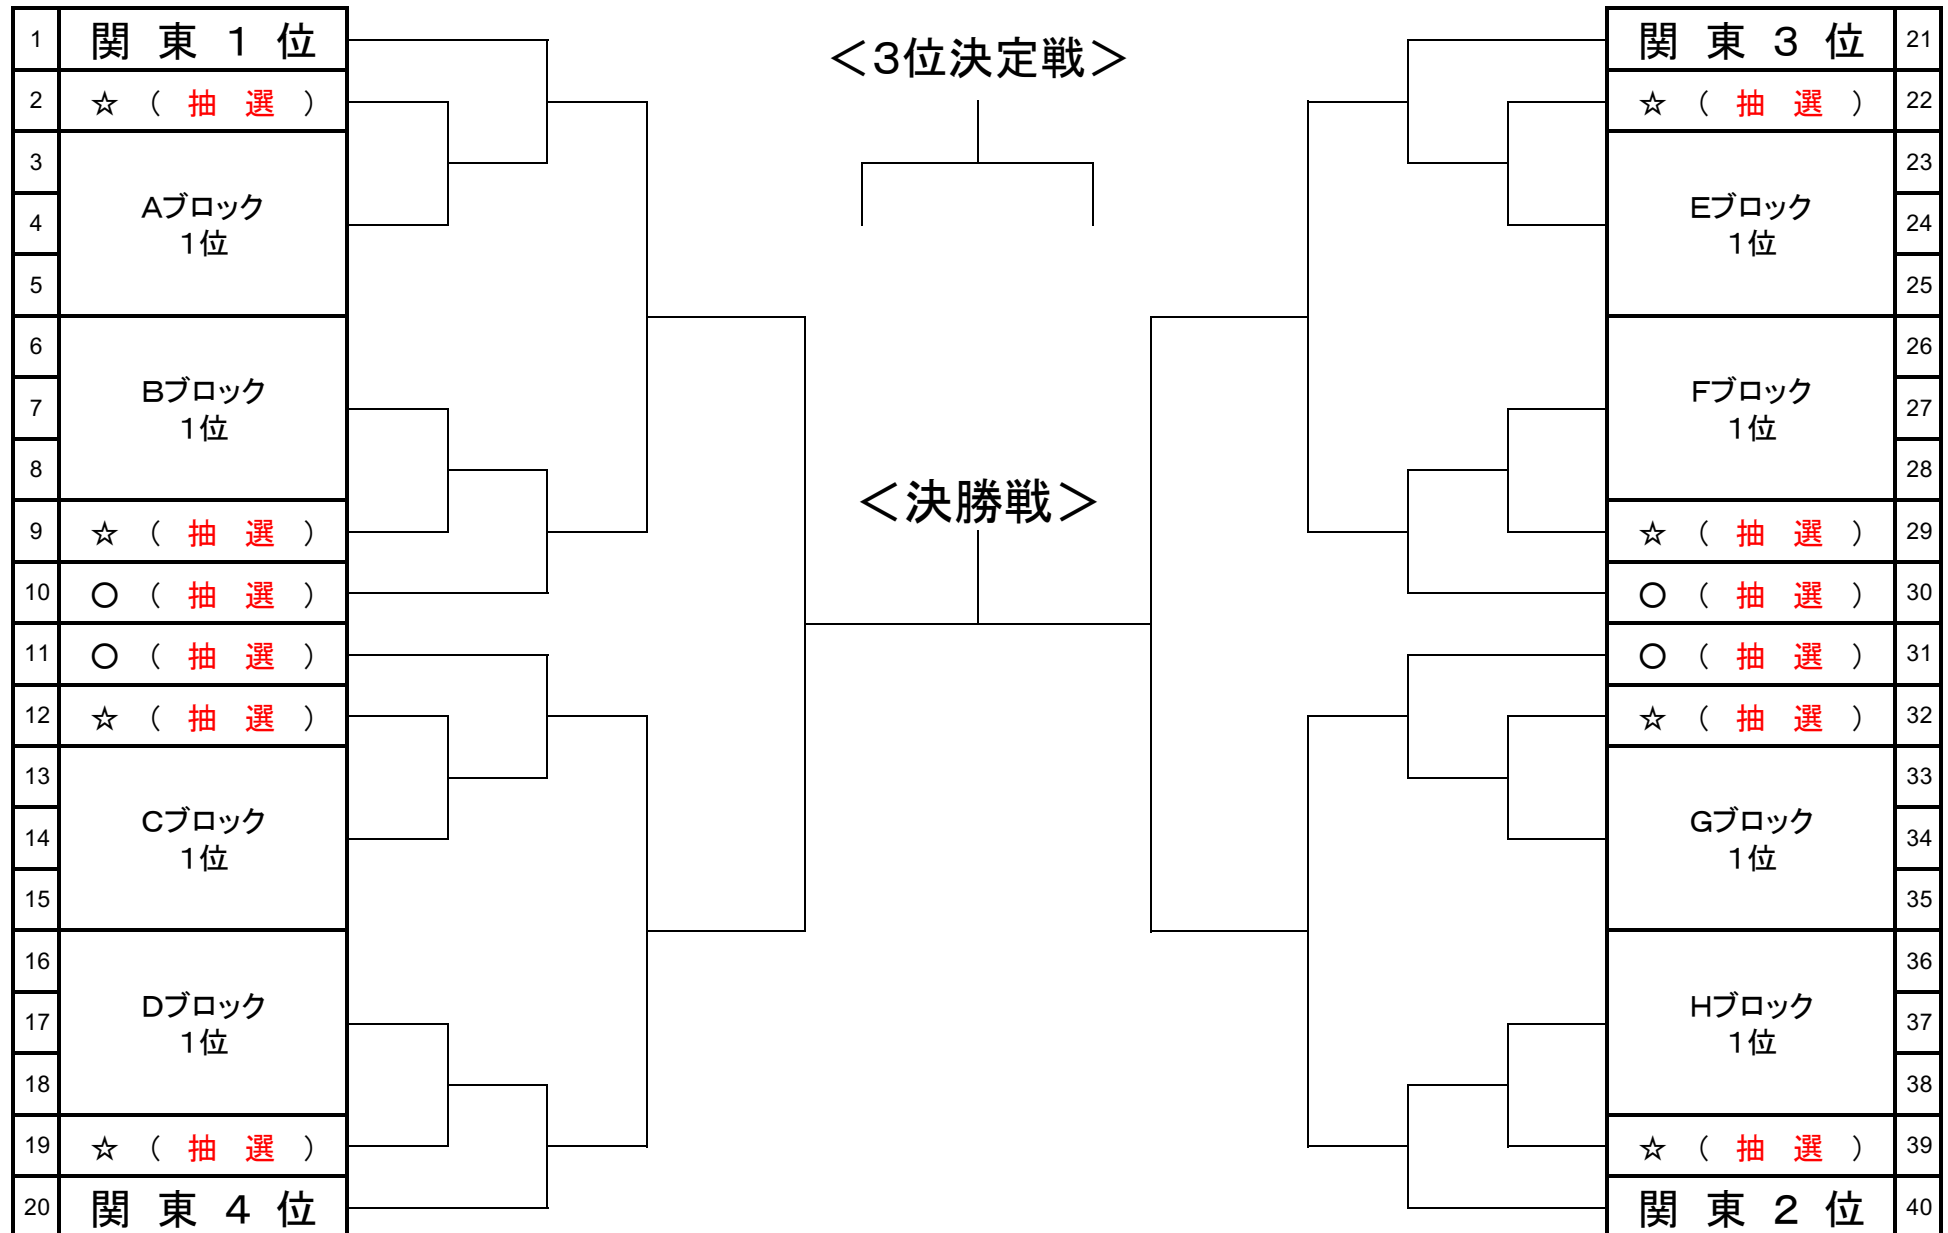 1 関東1位
2 ☆(抽選)
3
4
5
Aブロック
1位
6
7
8
Bブロック
1位
9 ☆(抽選)
10 ○(抽選)
11 ○(抽選)
12 ☆(抽選)
13
14
15
Cブロック
1位
16
17
18
Dブロック
1位
19 ☆(抽選)
20 関東4位
<3位決定戦>
<決勝戦>
関東3位 21
☆(抽選) 22
Eブロック
1位
23
24
25
Fブロック
1位
26
27
28
☆(抽選) 29
○(抽選) 30
○(抽選) 31
☆(抽選) 32
Gブロック
1位
33
34
35
Hブロック
1位
36
37
38
☆(抽選) 39
関東2位 40